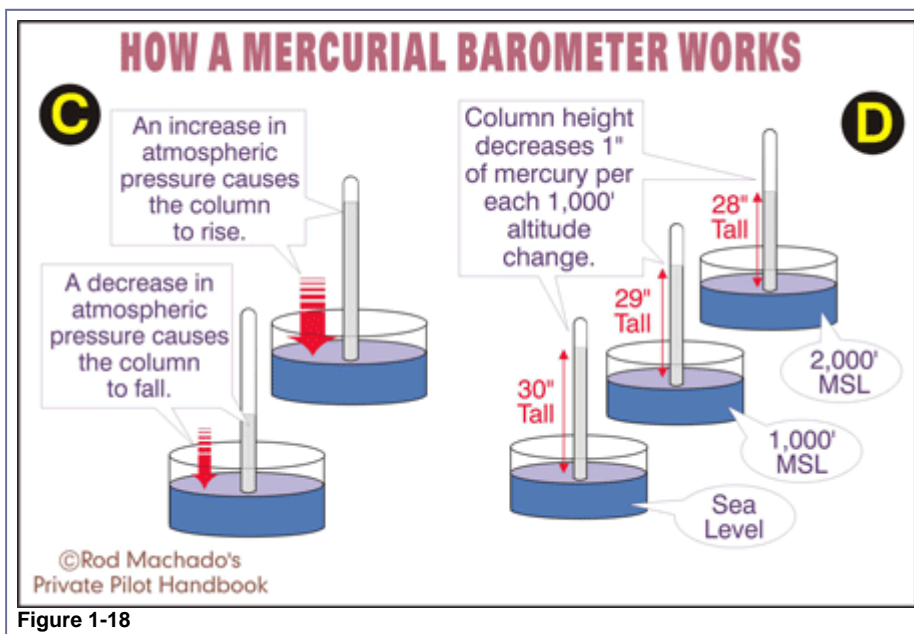 HOW A MERCURIAL BAROMETER WORKS
C
An increase in
atmospheric
pressure causes
the column
to rise.
A decrease in
atmospheric
pressure causes
the column
to fall.
Column height
decreases 1"
of mercury per
each 1,000'
altitude
change.
D
28"
Tall
29"
Tall
30"
Tall
2,000'
MSL
1,000'
MSL
Sea
Level
©Rod Machado's
Private Pilot Handbook
Figure 1-18